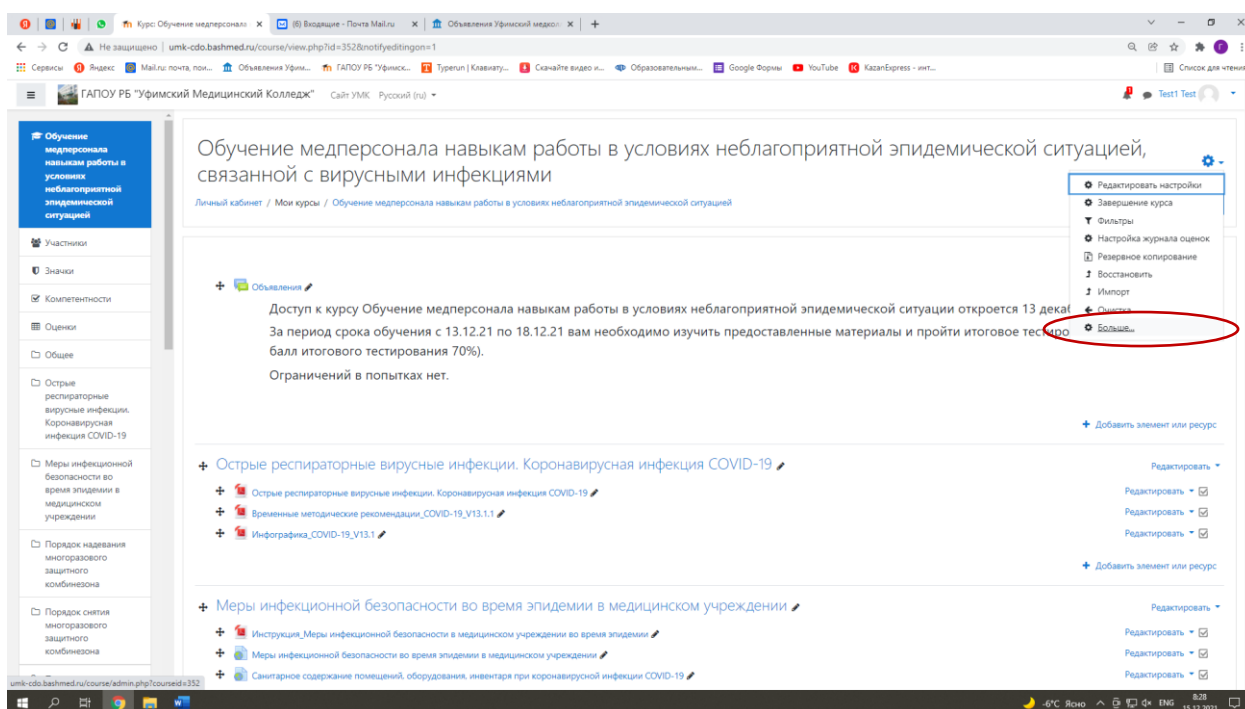 Курс: Обучение медперсонала
(6) Входящие - Почта Mail.ru
Объявления Уфимский медкол
Не защищено | umk-cdo.bashmed.ru/course/view.php?id=352&notifyeditingon=1
Сервисы Яндекс Mail.ru: почта, пои... Объявления Уфим... ГАПОУ РБ "Уфимск... Typerun | Клавиату... Скачайте видео и... Образовательным... Google Формы YouTube KazanExpress - инт... Список для чтения
ГАПОУ РБ "Уфимский Медицинский Колледж" Сайт УМК Русский (ru) Test1 Test
Обучение
медперсонала
навыкам работы в
условиях
неблагоприятной
эпидемической
ситуацией
Участники
Значки
Компетентности
Оценки
Общее
Острые
респираторные
вирусные инфекции.
Коронавирусная
инфекция COVID-19
Меры инфекционной
безопасности во
время эпидемии в
медицинском
учреждении
Порядок надевания
многоразового
защитного
комбинезона
Порядок снятия
многоразового
защитного
комбинезона
Обучение медперсонала навыкам работы в условиях неблагоприятной эпидемической ситуацией,
связанной с вирусными инфекциями
Личный кабинет / Мои курсы / Обучение медперсонала навыкам работы в условиях неблагоприятной эпидемической ситуацией
Редактировать настройки
Завершение курса
Фильтры
Настройка журнала оценок
Резервное копирование
Восстановить
Импорт
Очистка
Больше...
Объявления
Доступ к курсу Обучение медперсонала навыкам работы в условиях неблагоприятной эпидемической ситуации откроется 13 декаб
За период срока обучения с 13.12.21 по 18.12.21 вам необходимо изучить предоставленные материалы и пройти итоговое тестиро
балл итогового тестирования 70%).
Ограничений в попытках нет.
Добавить элемент или ресурс
Острые респираторные вирусные инфекции. Коронавирусная инфекция COVID-19 Редактировать
Острые респираторные вирусные инфекции. Коронавирусная инфекция COVID-19 Редактировать
Временные методические рекомендации_COVID-19_V13.1.1 Редактировать
Инфографика_COVID-19_V13.1 Редактировать
Добавить элемент или ресурс
Меры инфекционной безопасности во время эпидемии в медицинском учреждении Редактировать
Инструкция_Меры инфекционной безопасности в медицинском учреждении во время эпидемии Редактировать
Меры инфекционной безопасности во время эпидемии в медицинском учреждении Редактировать
Санитарное содержание помещений, оборудования, инвентаря при коронавирусной инфекции COVID-19 Редактировать
umk-cdo.bashmed.ru/course/admin.php?courseid=352
-6°C Ясно ENG 8:28
15.12.2021